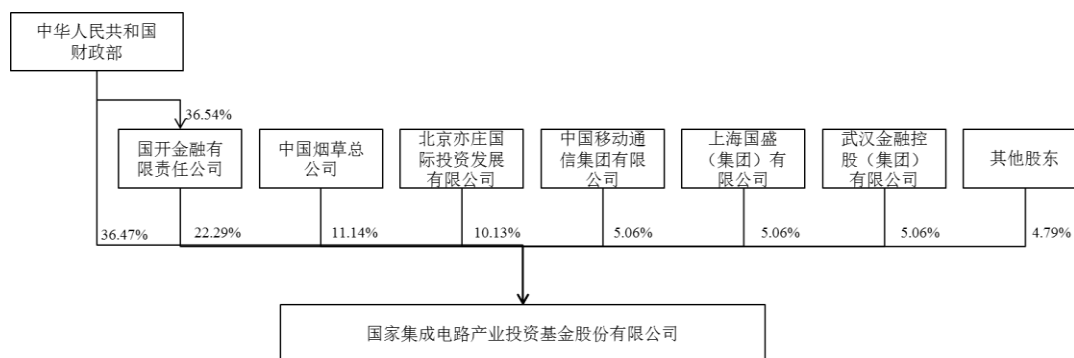 中华人民共和国
财政部
36.54%
国开金融有
限责任公司
中国烟草总
公司
北京亦庄国
际投资发展
有限公司
中国移动通
信集团有限
公司
上海国盛
（集团）有
限公司
武汉金融控
股（集团）
有限公司
其他股东
36.47%
22.29%
11.14%
10.13%
5.06%
5.06%
5.06%
4.79%
国家集成电路产业投资基金股份有限公司